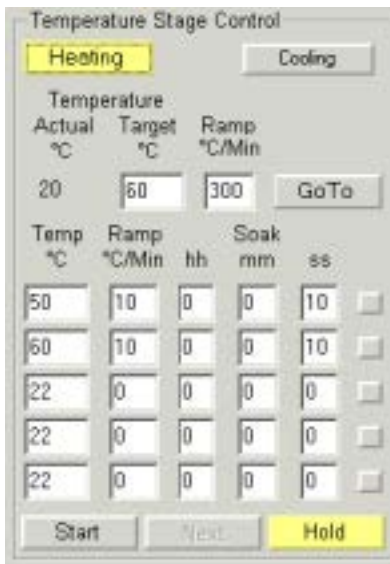 Temperature Stage Control
Heating Cooling
Temperature
Actual Target Ramp
°C °C °C/Min
20 60 300 GoTo
Temp Ramp Soak
°C °C/Min hh mm ss
50 10 0 0 10
60 10 0 0 10
22 0 0 0 0
22 0 0 0 0
22 0 0 0 0
Start Next Hold